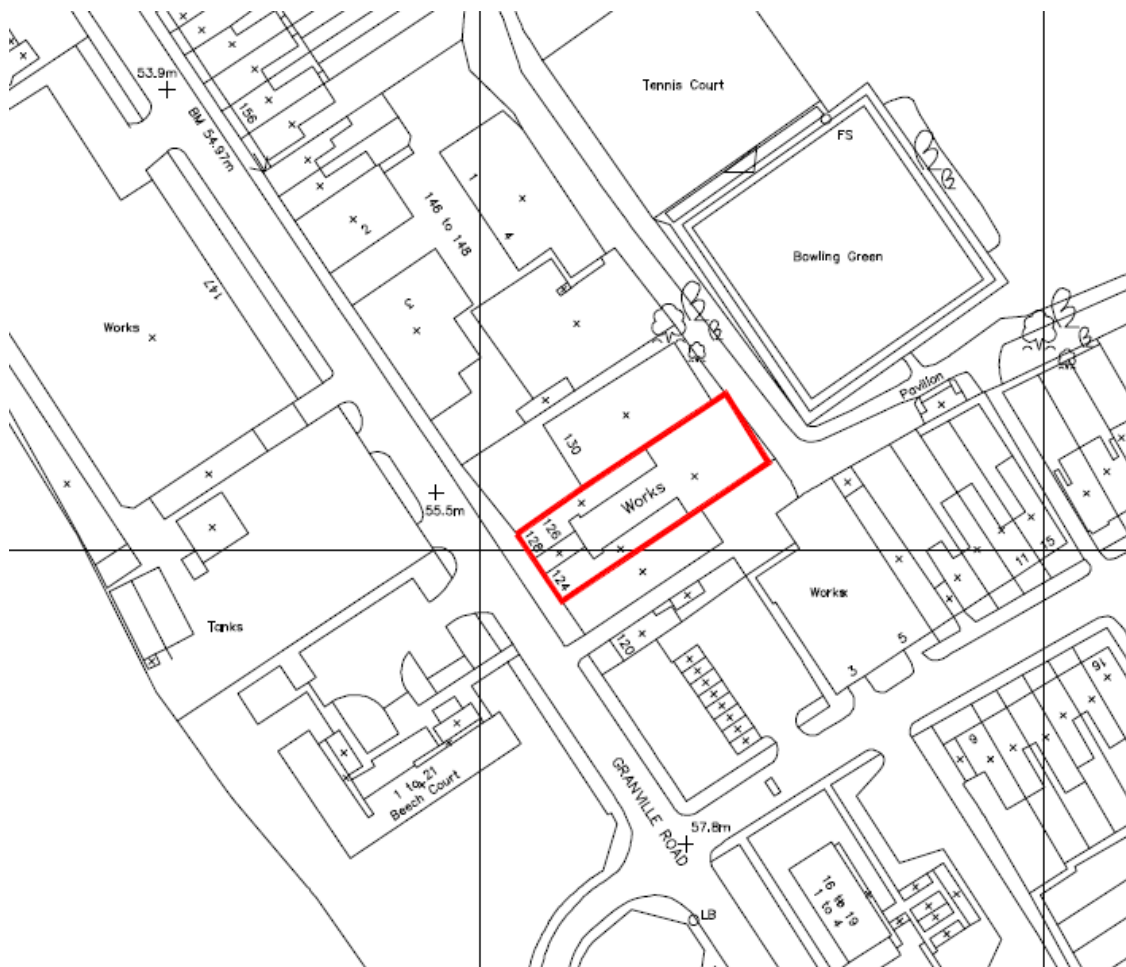 53.9m
BM 54.97m
156
Tennis Court
FS
1
4
146 to 148
2
3
147
Works
Bowling Green
Pavilion
130
Works
126
128
124
55.5m
Tanks
120
Works
3
5
11
15
1 to 21
Beech Court
GRANVILLE ROAD
57.8m
9
16
16 to 19
1 to 4
LB